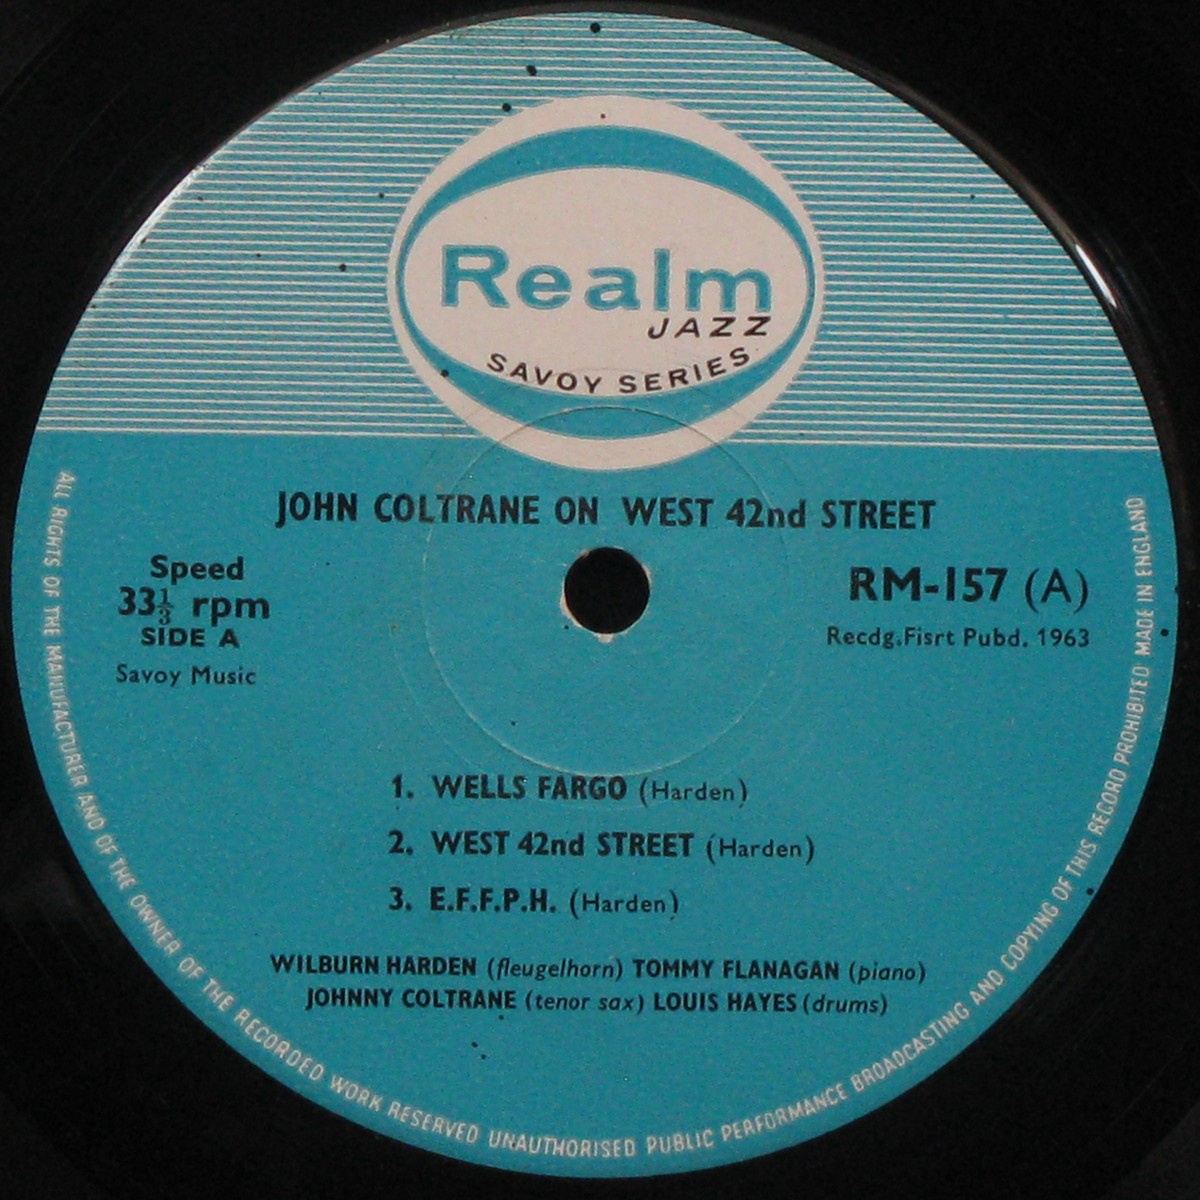 Realm
JAZZ
SAVOY SERIES
JOHN COLTRANE ON WEST 42nd STREET
Speed
33⅓ rpm
SIDE A
Savoy Music
RM-157 (A)
Recdg.Fisrt Pubd. 1963
1. WELLS FARGO (Harden)
2. WEST 42nd STREET (Harden)
3. E.F.F.P.H. (Harden)
WILBURN HARDEN (fleugelhorn) TOMMY FLANAGAN (piano)
JOHNNY COLTRANE (tenor sax) LOUIS HAYES (drums)
ALL RIGHTS OF THE MANUFACTURER AND OF THE OWNER OF THE RECORDED WORK RESERVED UNAUTHORISED PUBLIC PERFORMANCE BROADCASTING AND COPYING OF THIS RECORD PROHIBITED MADE IN ENGLAND